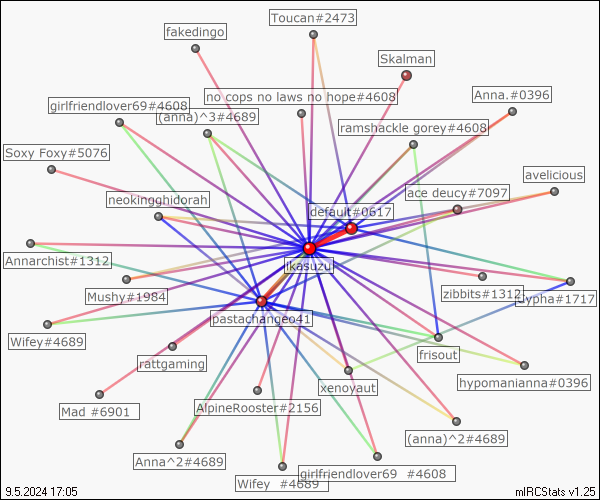 Toucan#2473
fakedingo
Skalman
no cops no laws no hope#4608
Anna.#0396
girlfriendlover69#4608
(anna)^3#4689
ramshackle gorey#4608
Soxy Foxy#5076
avelicious
ace deucy#7097
neokingghidorah
default#0617
Annarchist#1312
ikasuzu
Mushy#1984
zibbits#1312
pastachangeo41
Wifey#4689
frisout
rattgaming
hypomanianna#0396
xenoyaut
AlpineRooster#2156
Mad #6901
(anna)^2#4689
Anna^2#4689
girlfriendlover69 #4608
Wifey #4689
9.5.2024 17:05
mIRCStats v1.25